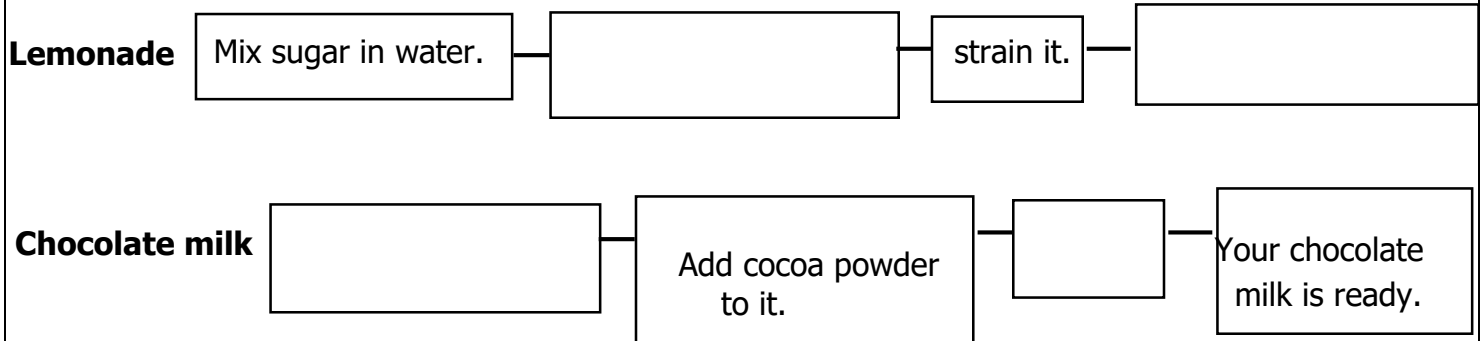 Lemonade Mix sugar in water. strain it.
Chocolate milk Add cocoa powder to it. Your chocolate milk is ready.